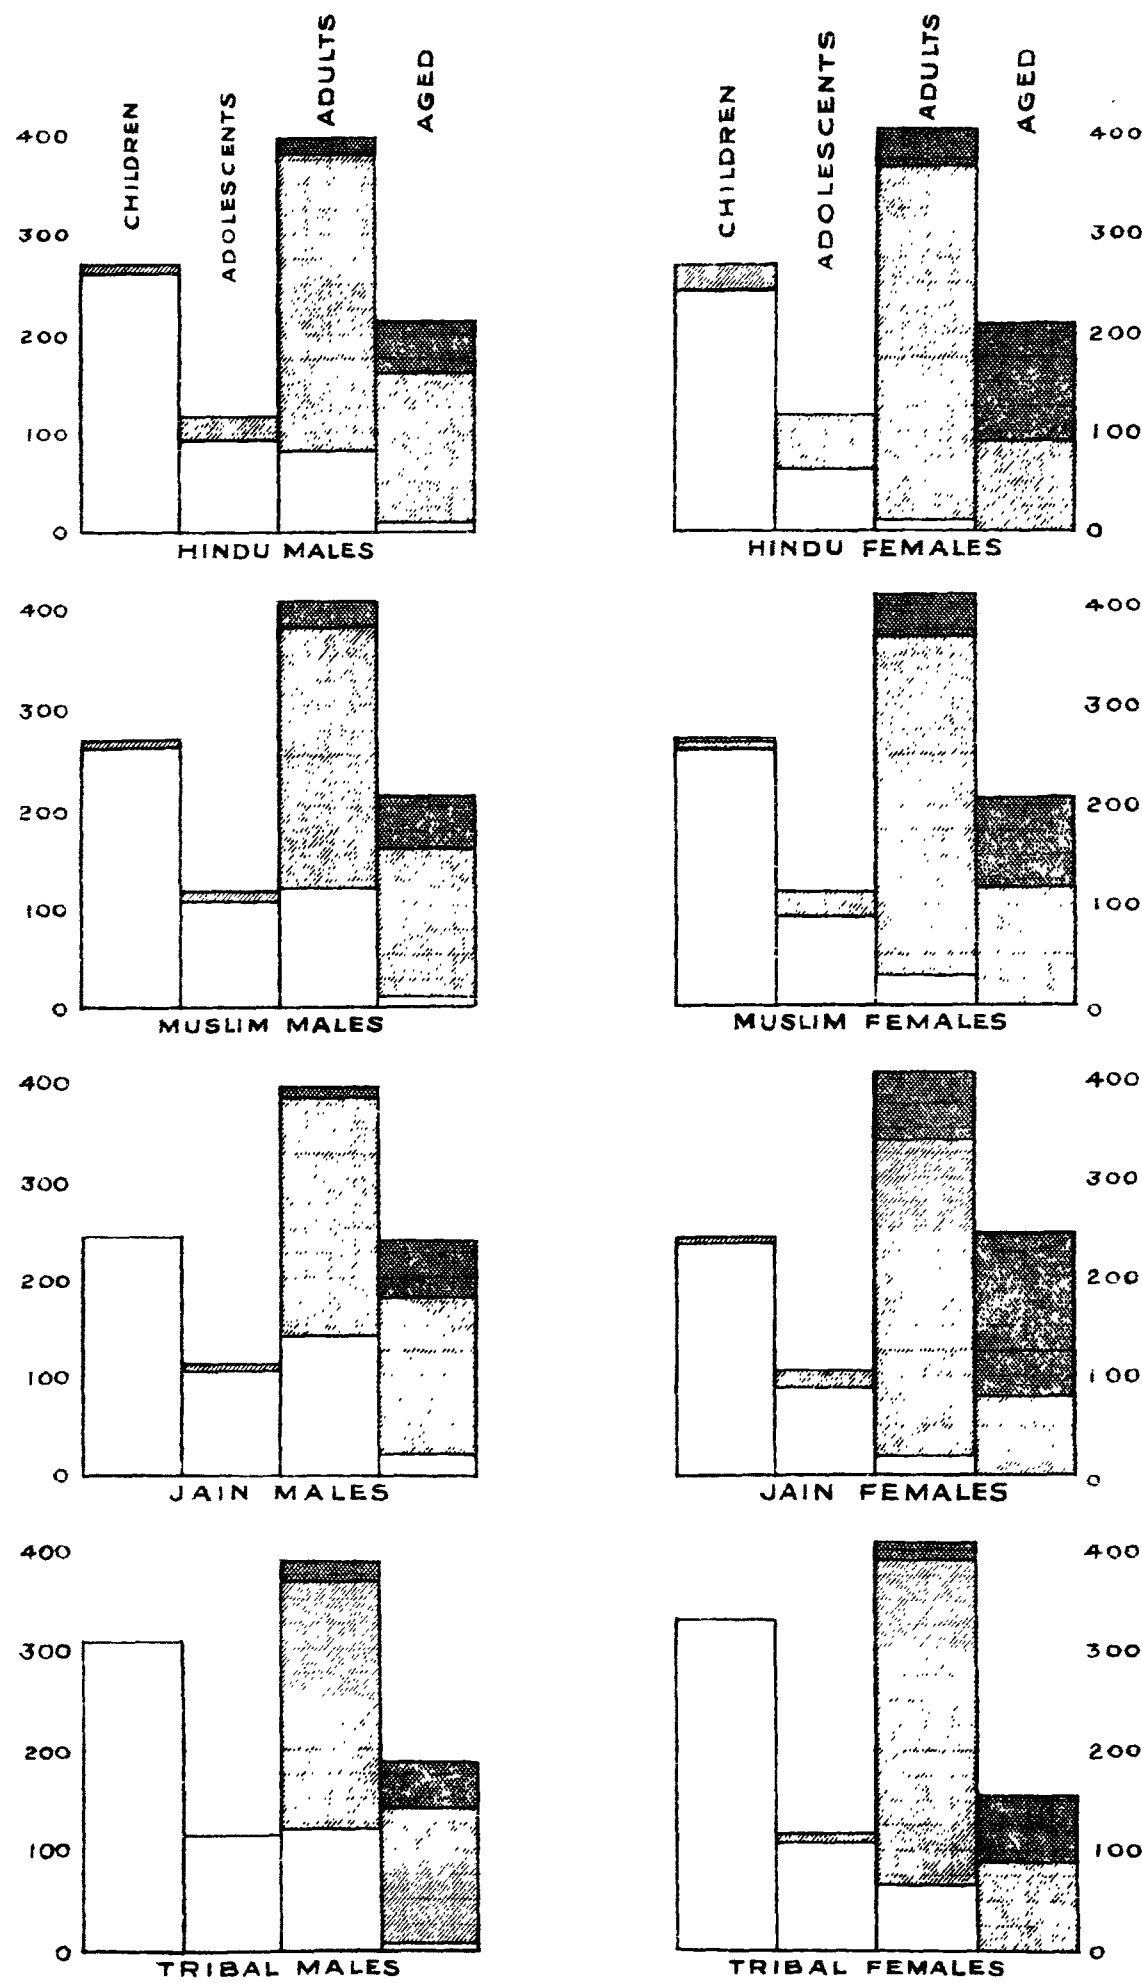 CHILDREN
ADOLESCENTS
ADULTS
AGED
400
300
200
100
0
HINDU MALES
CHILDREN
ADOLESCENTS
ADULTS
AGED
400
300
200
100
0
HINDU FEMALES
400
300
200
100
0
MUSLIM MALES
400
300
200
100
0
MUSLIM FEMALES
400
300
200
100
0
JAIN MALES
400
300
200
100
0
JAIN FEMALES
400
300
200
100
0
TRIBAL MALES
400
300
200
100
0
TRIBAL FEMALES